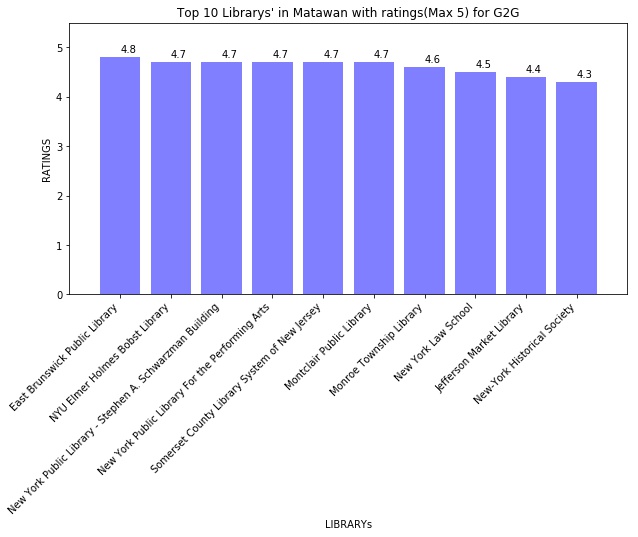 Top 10 Librarys' in Matawan with ratings(Max 5) for G2G
RATINGS
5
4
3
2
1
0
4.8
4.7
4.7
4.7
4.7
4.7
4.6
4.5
4.4
4.3
East Brunswick Public Library
NYU Elmer Holmes Bobst Library
New York Public Library - Stephen A. Schwarzman Building
New York Public Library For the Performing Arts
Somerset County Library System of New Jersey
Montclair Public Library
Monroe Township Library
New York Law School
Jefferson Market Library
New-York Historical Society
LIBRARYs